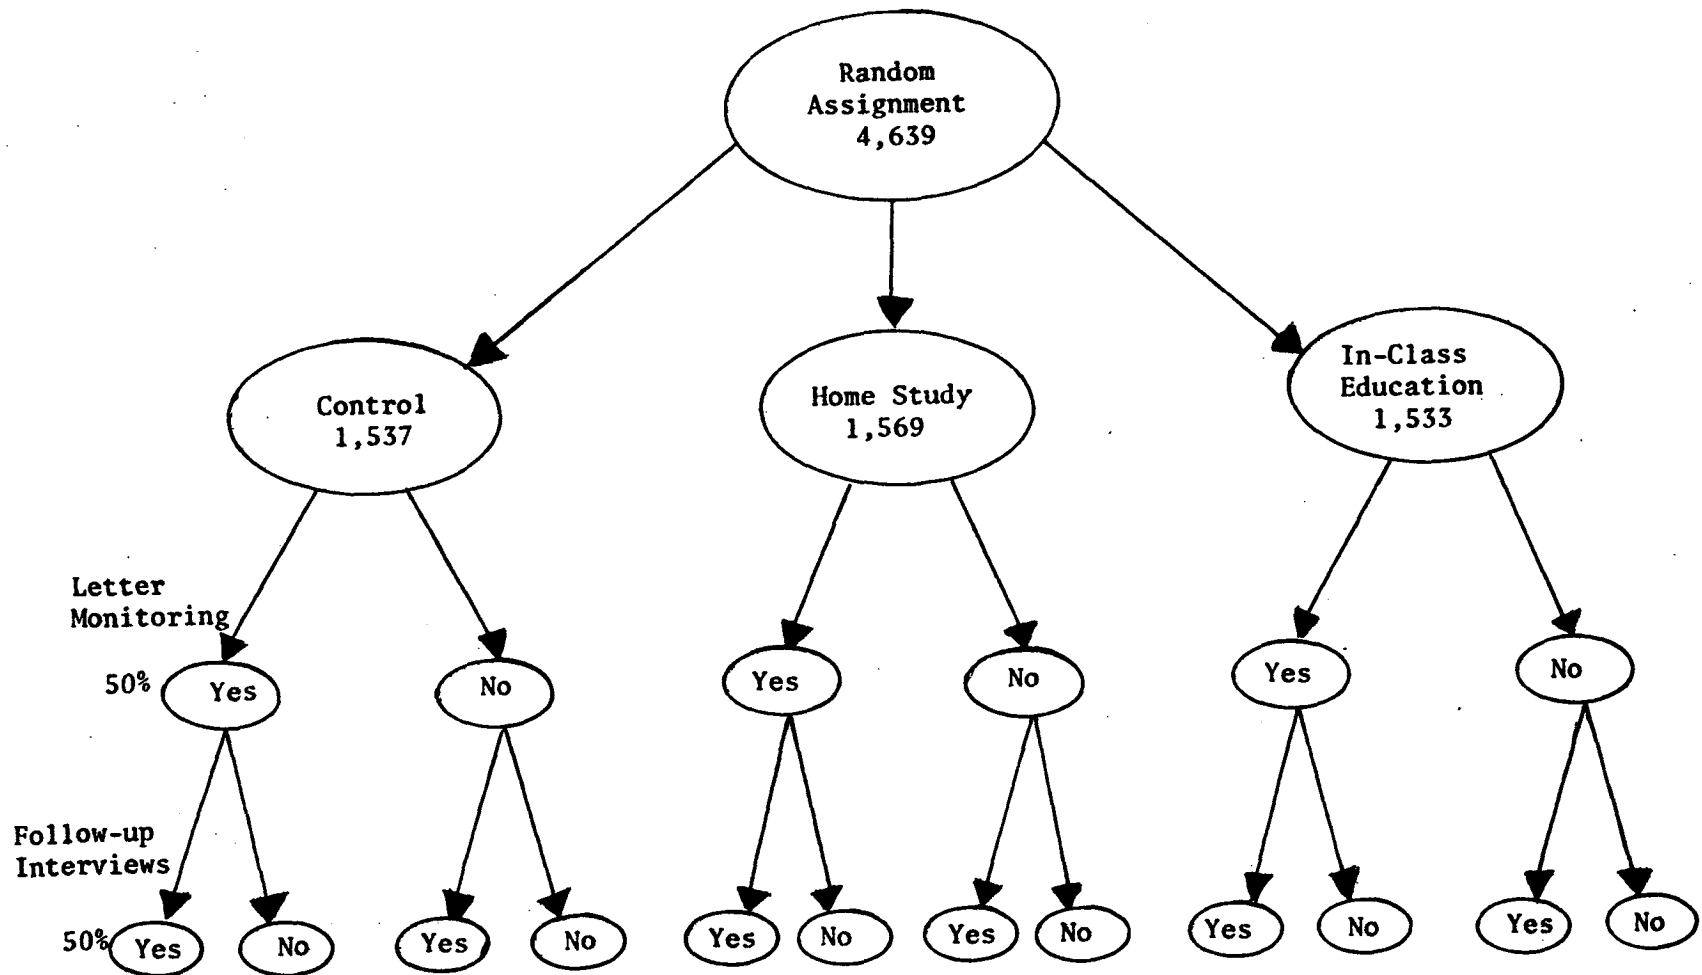 Random
Assignment
4,639
Control
1,537
Home Study
1,569
In-Class
Education
1,533
Letter
Monitoring
50%
Yes
No
Yes
No
Yes
No
Follow-up
Interviews
50%
Yes
No
Yes
No
Yes
No
Yes
No
Yes
No
Yes
No